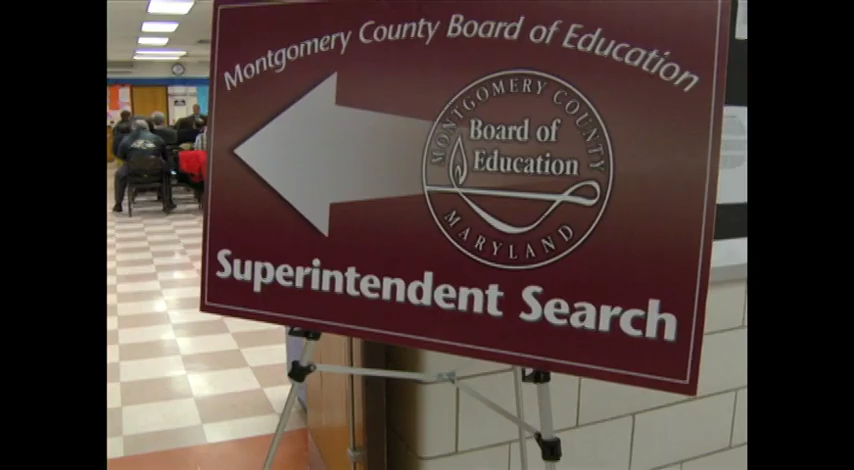 Montgomery County Board of Education
MONTGOMERY COUNTY
Board of
Education
MARYLAND
Superintendent Search